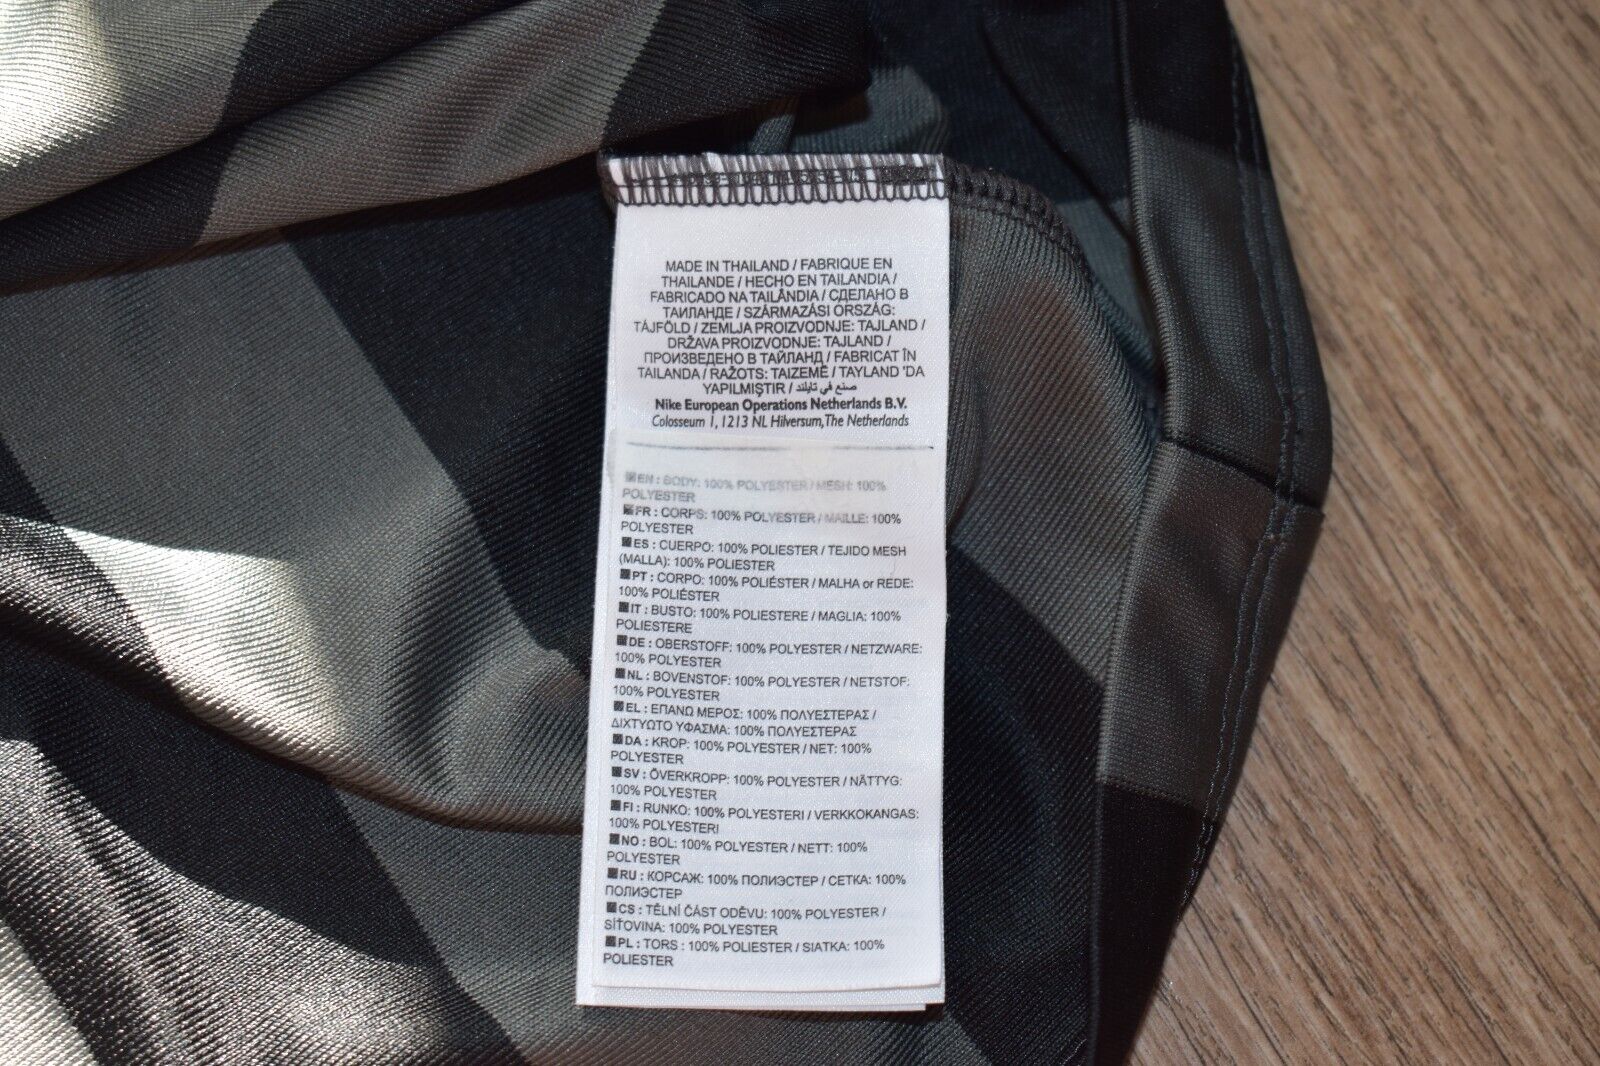 MADE IN THAILAND / FABRIQUE EN
THAILANDE / HECHO EN TAILANDIA /
FABRICADO NA TAILÂNDIA / СДЕЛАНО В
ТАИЛАНДЕ / SZÁRMAZÁSI ORSZÁG:
TÁJFÖLD / ZEMLJA PROIZVODNJE: TAJLAND /
DRŽAVA PROIZVODNJE: TAJLAND /
ПРОИЗВЕДЕНО В ТАЙЛАНД / FABRICAT ÎN
TAILANDA / RAŽOTS: TAIZEMĒ / TAYLAND 'DA
YAPILMIŞTIR / صنع في تايلند
Nike European Operations Netherlands B.V.
Colosseum 1, 1213 NL Hilversum, The Netherlands
EN : BODY: 100% POLYESTER / MESH: 100%
POLYESTER
FR : CORPS: 100% POLYESTER / MAILLE: 100%
POLYESTER
ES : CUERPO: 100% POLIESTER / TEJIDO MESH
(MALLA): 100% POLIESTER
PT : CORPO: 100% POLIÉSTER / MALHA or REDE:
100% POLIÉSTER
IT : BUSTO: 100% POLIESTERE / MAGLIA: 100%
POLIESTERE
DE : OBERSTOFF: 100% POLYESTER / NETZWARE:
100% POLYESTER
NL : BOVENSTOF: 100% POLYESTER / NETSTOF:
100% POLYESTER
EL : ΕΠΑΝΩ ΜΕΡΟΣ: 100% ΠΟΛΥΕΣΤΕΡΑΣ /
ΔΙΧΤΥΩΤΟ ΥΦΑΣΜΑ: 100% ΠΟΛΥΕΣΤΕΡΑΣ
DA : KROP: 100% POLYESTER / NET: 100%
POLYESTER
SV : ÖVERKROPP: 100% POLYESTER / NÄTTYG:
100% POLYESTER
FI : RUNKO: 100% POLYESTERI / VERKKOKANGAS:
100% POLYESTERI
NO : BOL: 100% POLYESTER / NETT: 100%
POLYESTER
RU : КОРСАЖ: 100% ПОЛИЭСТЕР / СЕТКА: 100%
ПОЛИЭСТЕР
CS : TĚLNÍ ČÁST ODĚVU: 100% POLYESTER /
SÍŤOVINA: 100% POLYESTER
PL : TORS : 100% POLIESTER / SIATKA: 100%
POLIESTER